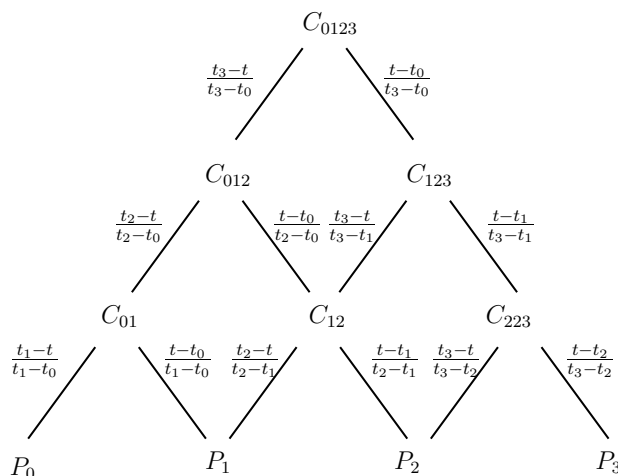 C_{0123}
\frac{t_3-t}{t_3-t_0} \frac{t-t_0}{t_3-t_0}
C_{012} C_{123}
\frac{t_2-t}{t_2-t_0} \frac{t-t_0}{t_2-t_0} \frac{t_3-t}{t_3-t_1} \frac{t-t_1}{t_3-t_1}
C_{01} C_{12} C_{223}
\frac{t_1-t}{t_1-t_0} \frac{t-t_0}{t_1-t_0} \frac{t_2-t}{t_2-t_1} \frac{t-t_1}{t_2-t_1} \frac{t_3-t}{t_3-t_2} \frac{t-t_2}{t_3-t_2}
P_0 P_1 P_2 P_3